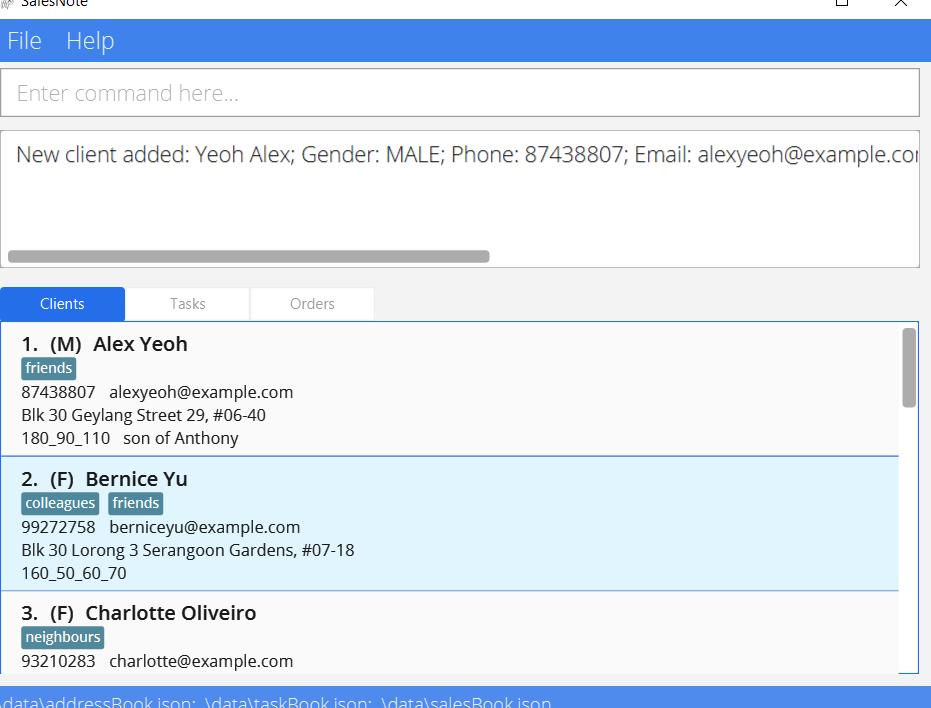 SalesNote
File Help
Enter command here...
New client added: Yeoh Alex; Gender: MALE; Phone: 87438807; Email: alexyeoh@example.co
Clients Tasks Orders
1. (M) Alex Yeoh
friends
87438807 alexyeoh@example.com
Blk 30 Geylang Street 29, #06-40
180_90_110 son of Anthony
2. (F) Bernice Yu
colleagues friends
99272758 berniceyu@example.com
Blk 30 Lorong 3 Serangoon Gardens, #07-18
160_50_60_70
3. (F) Charlotte Oliveiro
neighbours
93210283 charlotte@example.com
\data\addressBook.json; .\data\taskBook.json; .\data\salesBook.json